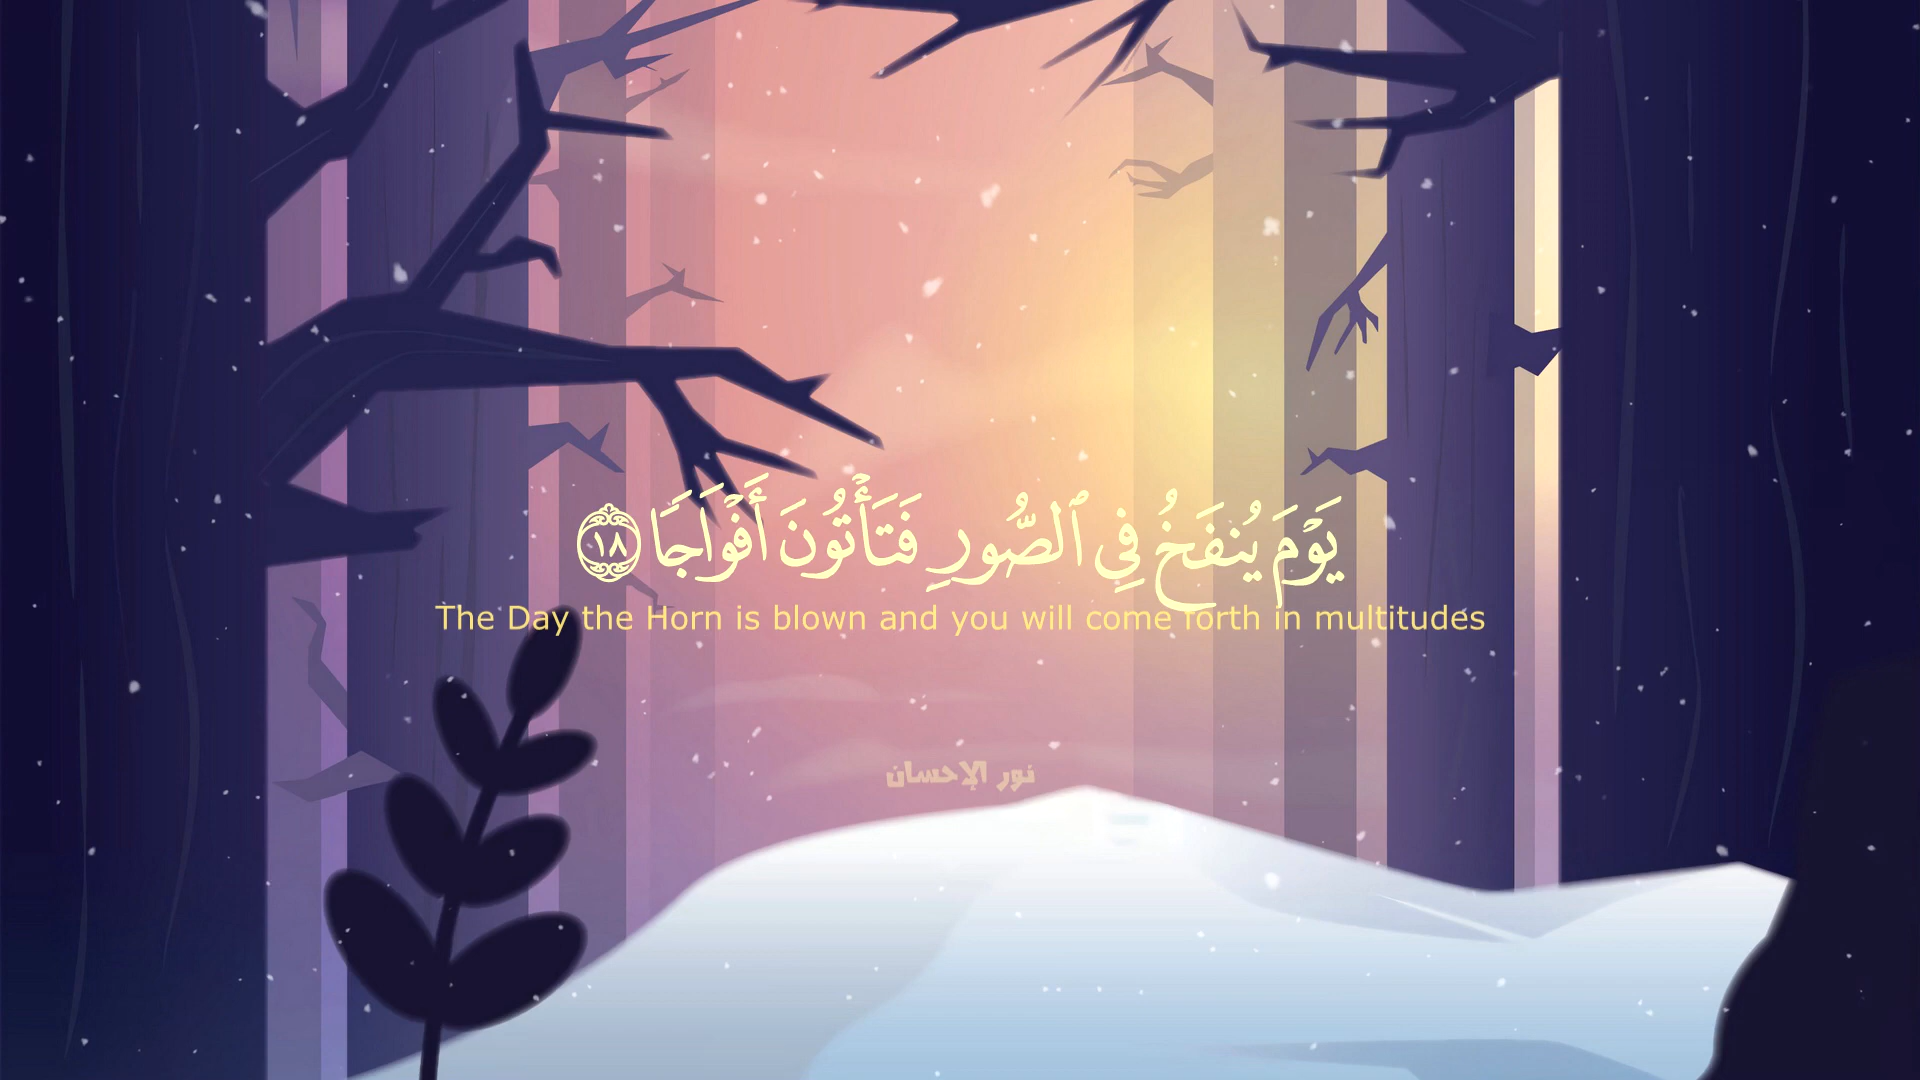 يَوْمَ يُنفَخُ فِي ٱلصُّورِ فَتَأْتُونَ أَفْوَاجًا ١٨
The Day the Horn is blown and you will come forth in multitudes
نور الإحسان